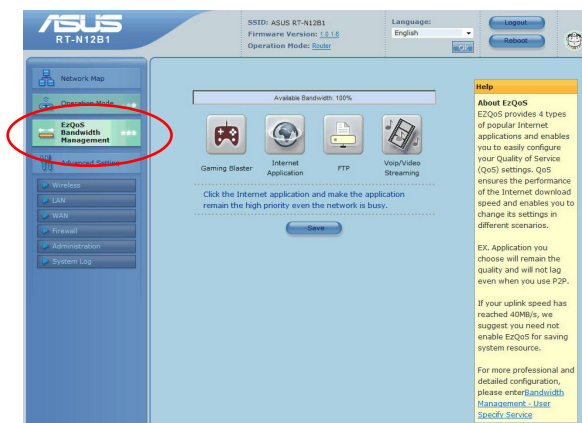 ASUS
RT-N12B1
SSID: ASUS RT-N12B1
Firmware Version: 1.0.1.6
Operation Mode: Router
Language:
English
OK
Logout
Reboot
Network Map
Operation Mode
EzQoS
Bandwidth
Management
Advanced Setting
Wireless
LAN
WAN
Firewall
Administration
System Log
Available Bandwidth: 100%
Gaming Blaster
Internet
Application
FTP
Voip/Video
Streaming
Click the Internet application and make the application
remain the high priority even the network is busy.
Save
Help
About EzQoS
EZQoS provides 4 types
of popular Internet
applications and enables
you to easily configure
your Quality of Service
(QoS) settings. QoS
ensures the performance
of the Internet download
speed and enables you to
change its settings in
different scenarios.
EX. Application you
choose will remain the
quality and will not lag
even when you use P2P.
If your uplink speed has
reached 40MB/s, we
suggest you need not
enable EzQoS for saving
system resource.
For more professional and
detailed configuration,
please enterBandwidth
Management - User
Specify Service